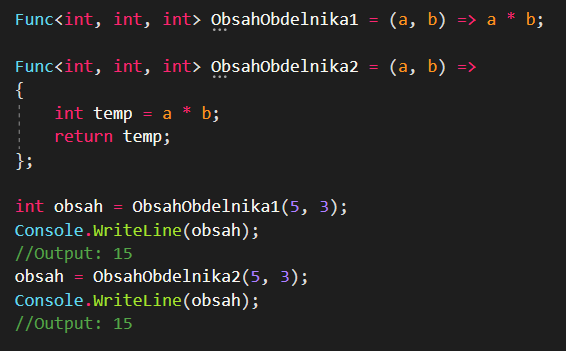 Func<int, int, int> ObsahObdelnika1 = (a, b) => a * b;
Func<int, int, int> ObsahObdelnika2 = (a, b) =>
{
int temp = a * b;
return temp;
};
int obsah = ObsahObdelnika1(5, 3);
Console.WriteLine(obsah);
//Output: 15
obsah = ObsahObdelnika2(5, 3);
Console.WriteLine(obsah);
//Output: 15